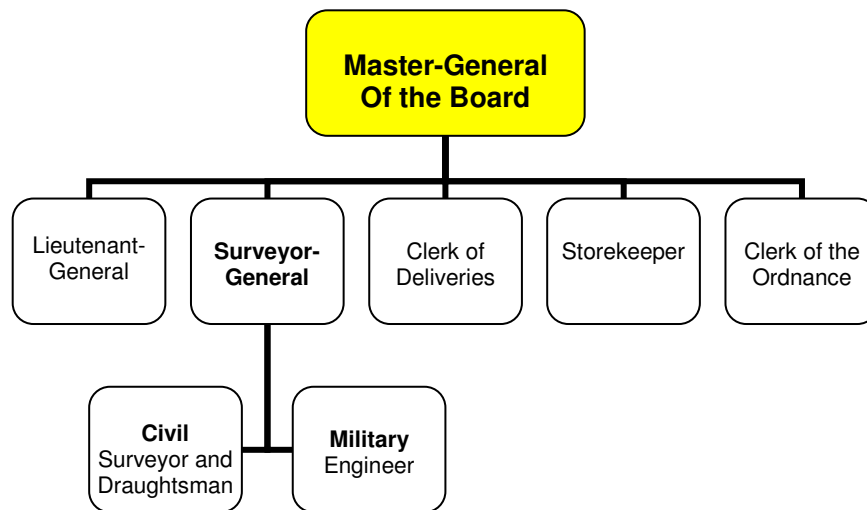 Master-General
Of the Board
Lieutenant-
General
Surveyor-
General
Clerk of
Deliveries
Storekeeper
Clerk of the
Ordnance
Civil
Surveyor and
Draughtsman
Military
Engineer